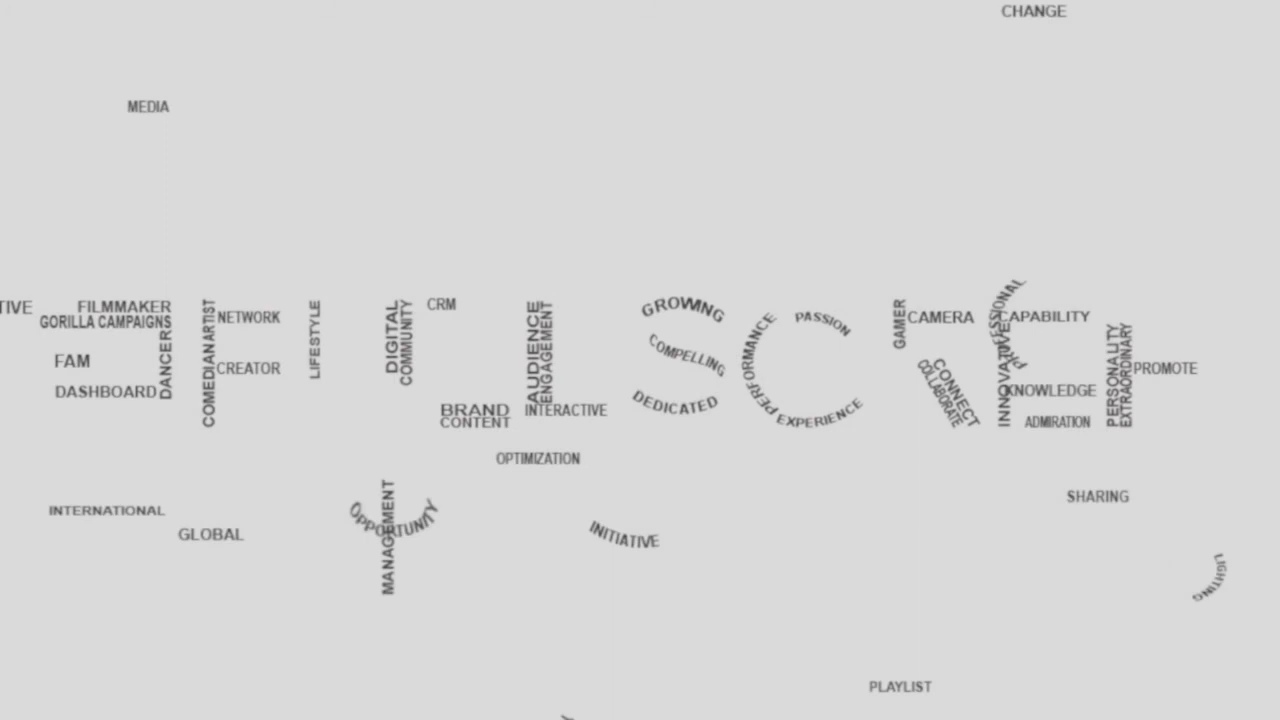 CHANGE
MEDIA
TIVE
FILMMAKER
GORILLA CAMPAIGNS
FAM
DASHBOARD
DANCER
COMEDIAN
ARTIST
NETWORK
CREATOR
LIFESTYLE
DIGITAL
COMMUNITY
CRM
BRAND
CONTENT
AUDIENCE
ENGAGEMENT
INTERACTIVE
OPTIMIZATION
GROWING
COMPELLING
DEDICATED
PERFORMANCE
PASSION
EXPERIENCE
GAMER
CAMERA
CONNECT
COLLABORATE
INNOVATIVE
CAPABILITY
KNOWLEDGE
ADMIRATION
PERSONALITY
EXTRAORDINARY
PROMOTE
INTERNATIONAL
GLOBAL
OPPORTUNITY
MANAGEMENT
INITIATIVE
SHARING
LIGHTING
PLAYLIST